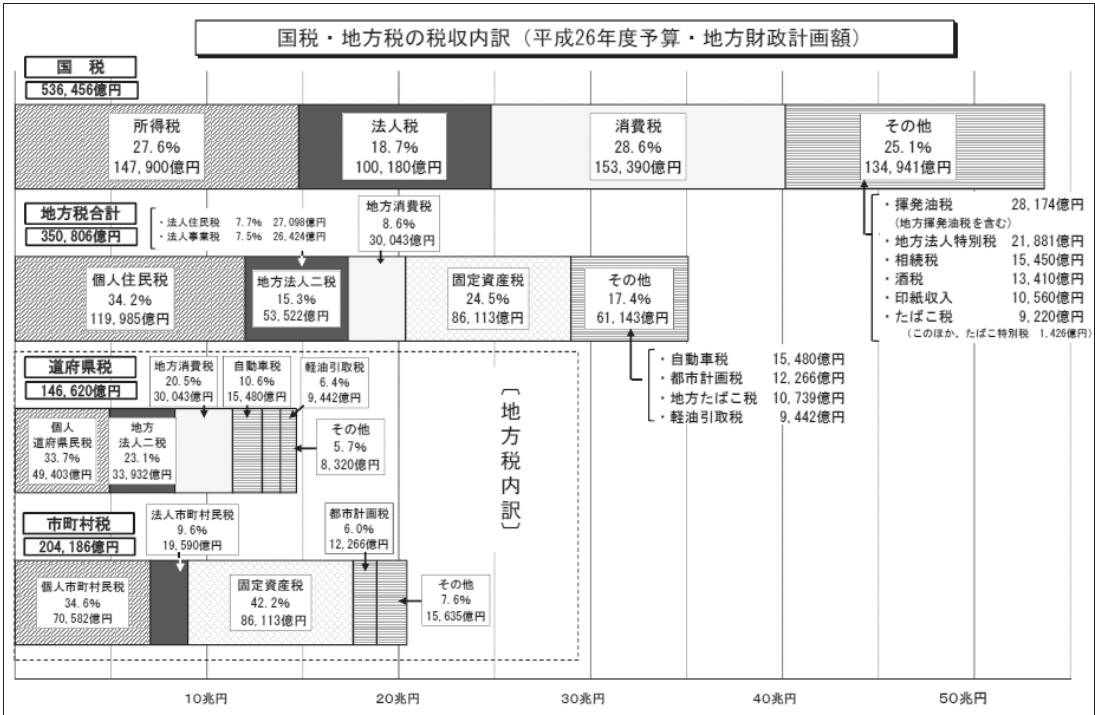 国税・地方税の税収内訳（平成26年度予算・地方財政計画額）
国　税
536,456億円
所得税
27.6%
147,900億円
法人税
18.7%
100,180億円
消費税
28.6%
153,390億円
その他
25.1%
134,941億円
・揮発油税　28,174億円
（地方揮発油税を含む）
・地方法人特別税　21,881億円
・相続税　15,450億円
・酒税　13,410億円
・印紙収入　10,560億円
・たばこ税　9,220億円
（このほか、たばこ特別税　1,426億円）
地方税合計
350,806億円
・法人住民税　7.7%　27,098億円
・法人事業税　7.5%　26,424億円
地方消費税
8.6%
30,043億円
個人住民税
34.2%
119,985億円
地方法人二税
15.3%
53,522億円
固定資産税
24.5%
86,113億円
その他
17.4%
61,143億円
・自動車税　15,480億円
・都市計画税　12,266億円
・地方たばこ税　10,739億円
・軽油引取税　9,442億円
道府県税
146,620億円
地方消費税
20.5%
30,043億円
自動車税
10.6%
15,480億円
軽油引取税
6.4%
9,442億円
個人
道府県民税
33.7%
49,403億円
地方
法人二税
23.1%
33,932億円
その他
5.7%
8,320億円
〔地方税内訳〕
市町村税
204,186億円
法人市町村民税
9.6%
19,590億円
都市計画税
6.0%
12,266億円
個人市町村民税
34.6%
70,582億円
固定資産税
42.2%
86,113億円
その他
7.6%
15,635億円
10兆円
20兆円
30兆円
40兆円
50兆円